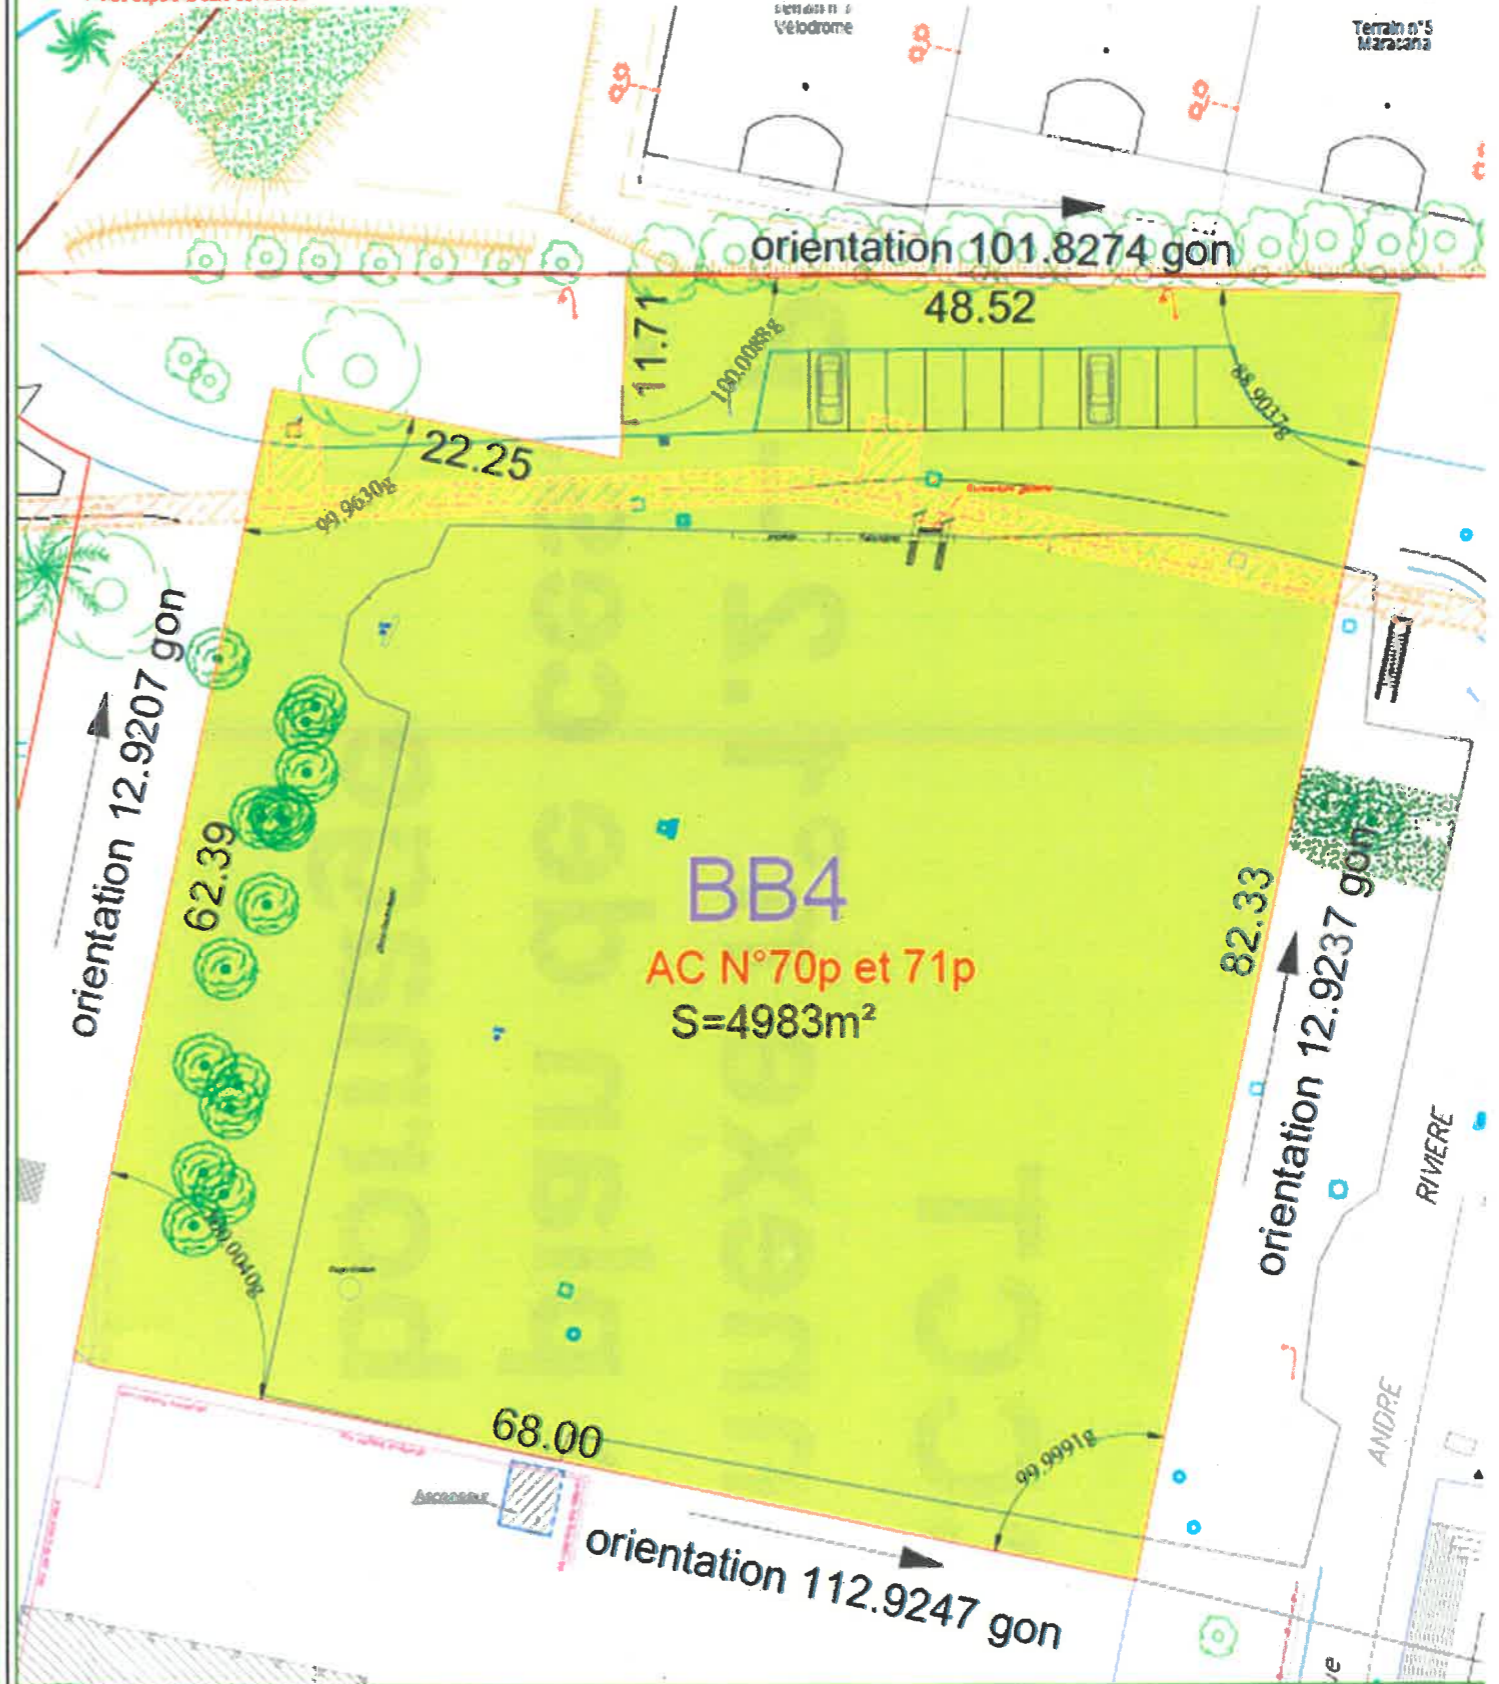 Vélodrome
Terrain n°5
Maracana
orientation 101.8274 gon
48.52
11.71
100.0088g
88.9037g
22.25
99.9630g
orientation 12.9207 gon
62.39
BB4
AC N°70p et 71p
S=4983m²
82.33
orientation 12.9237 gon
RIVIERE
ANDRE
68.00
99.9991g
Ascenseur
orientation 112.9247 gon